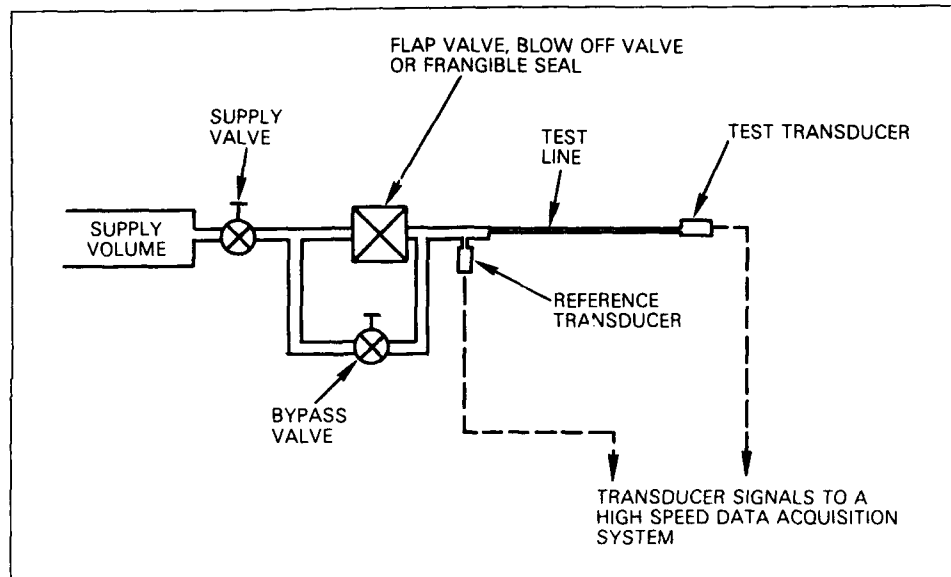 FLAP VALVE, BLOW OFF VALVE
OR FRANGIBLE SEAL
SUPPLY
VALVE
TEST
LINE
TEST TRANSDUCER
SUPPLY
VOLUME
REFERENCE
TRANSDUCER
BYPASS
VALVE
TRANSDUCER SIGNALS TO A
HIGH SPEED DATA ACQUISITION
SYSTEM